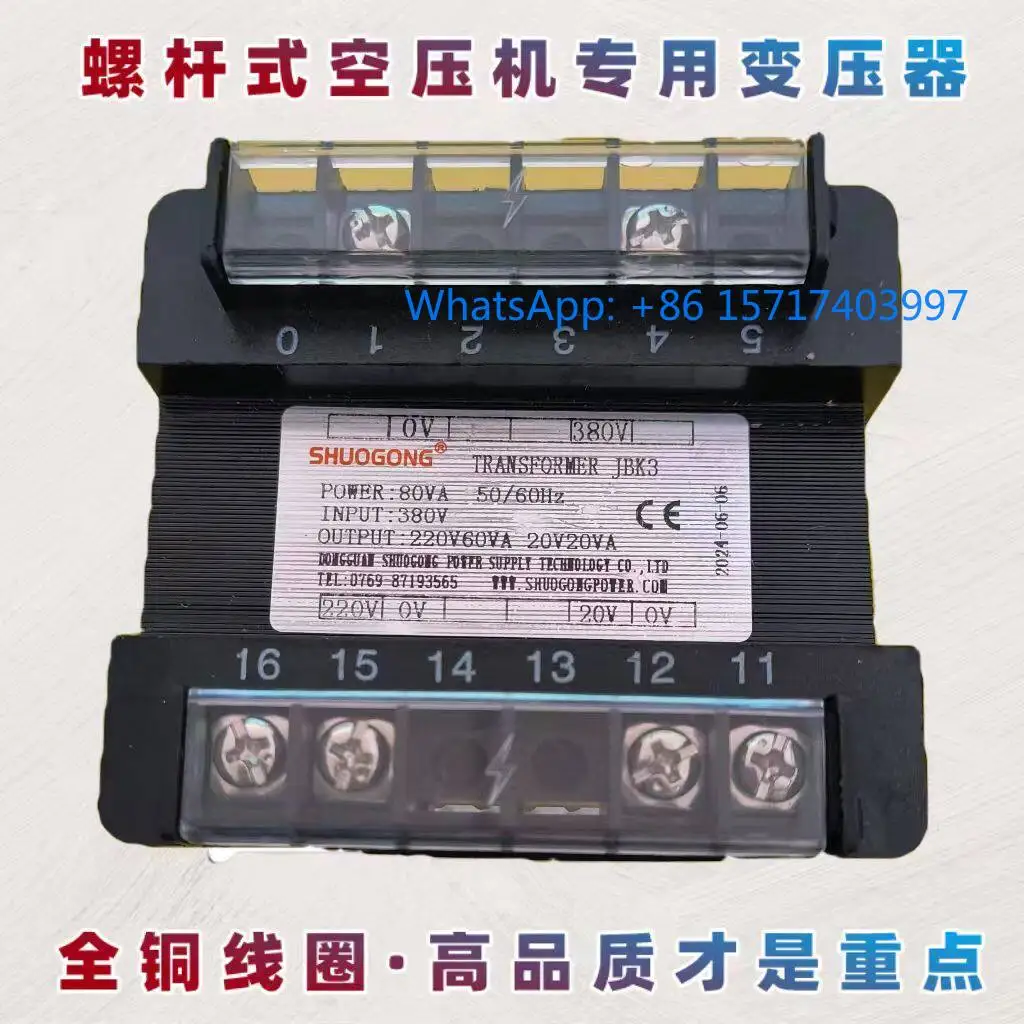 螺杆式空压机专用变压器
WhatsApp: +86 15717403997
0 1 2 3 4 5
0V 380V
SHUOGONG® TRANSFORMER JBK3
POWER:80VA 50/60Hz
INPUT:380V
CE
OUTPUT:220V60VA 20V20VA
DONGGUAN SHUOGONG POWER SUPPLY TECHNOLOGY CO.,LTD
TEL:0769-87193565 WWW.SHUOGONGPOWER.COM
2024-06-06
220V 0V 20V 0V
16 15 14 13 12 11
全铜线圈·高品质才是重点